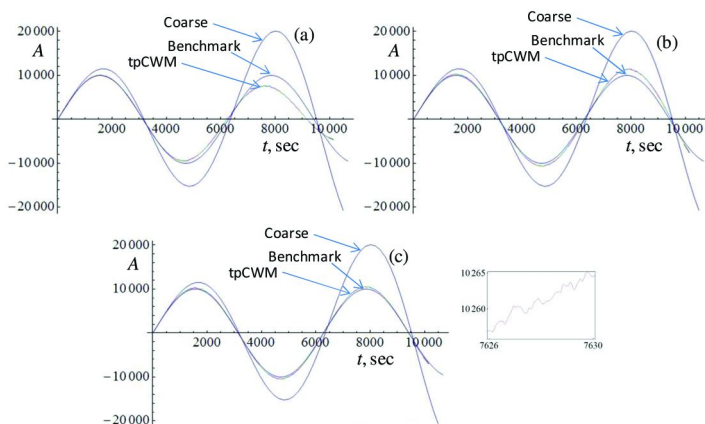 20 000
A
Coarse
(a)
Benchmark
10 000
tpCWM
2000
4000
6000
8000
10 000
t, sec
−10 000
−20 000
20 000
A
Coarse
(b)
Benchmark
10 000
tpCWM
2000
4000
6000
8000
10 000
t, sec
−10 000
−20 000
20 000
A
Coarse
(c)
Benchmark
tpCWM
10 000
2000
4000
6000
8000
10 000
t, sec
−10 000
−20 000
10 265
10 260
7626
7630